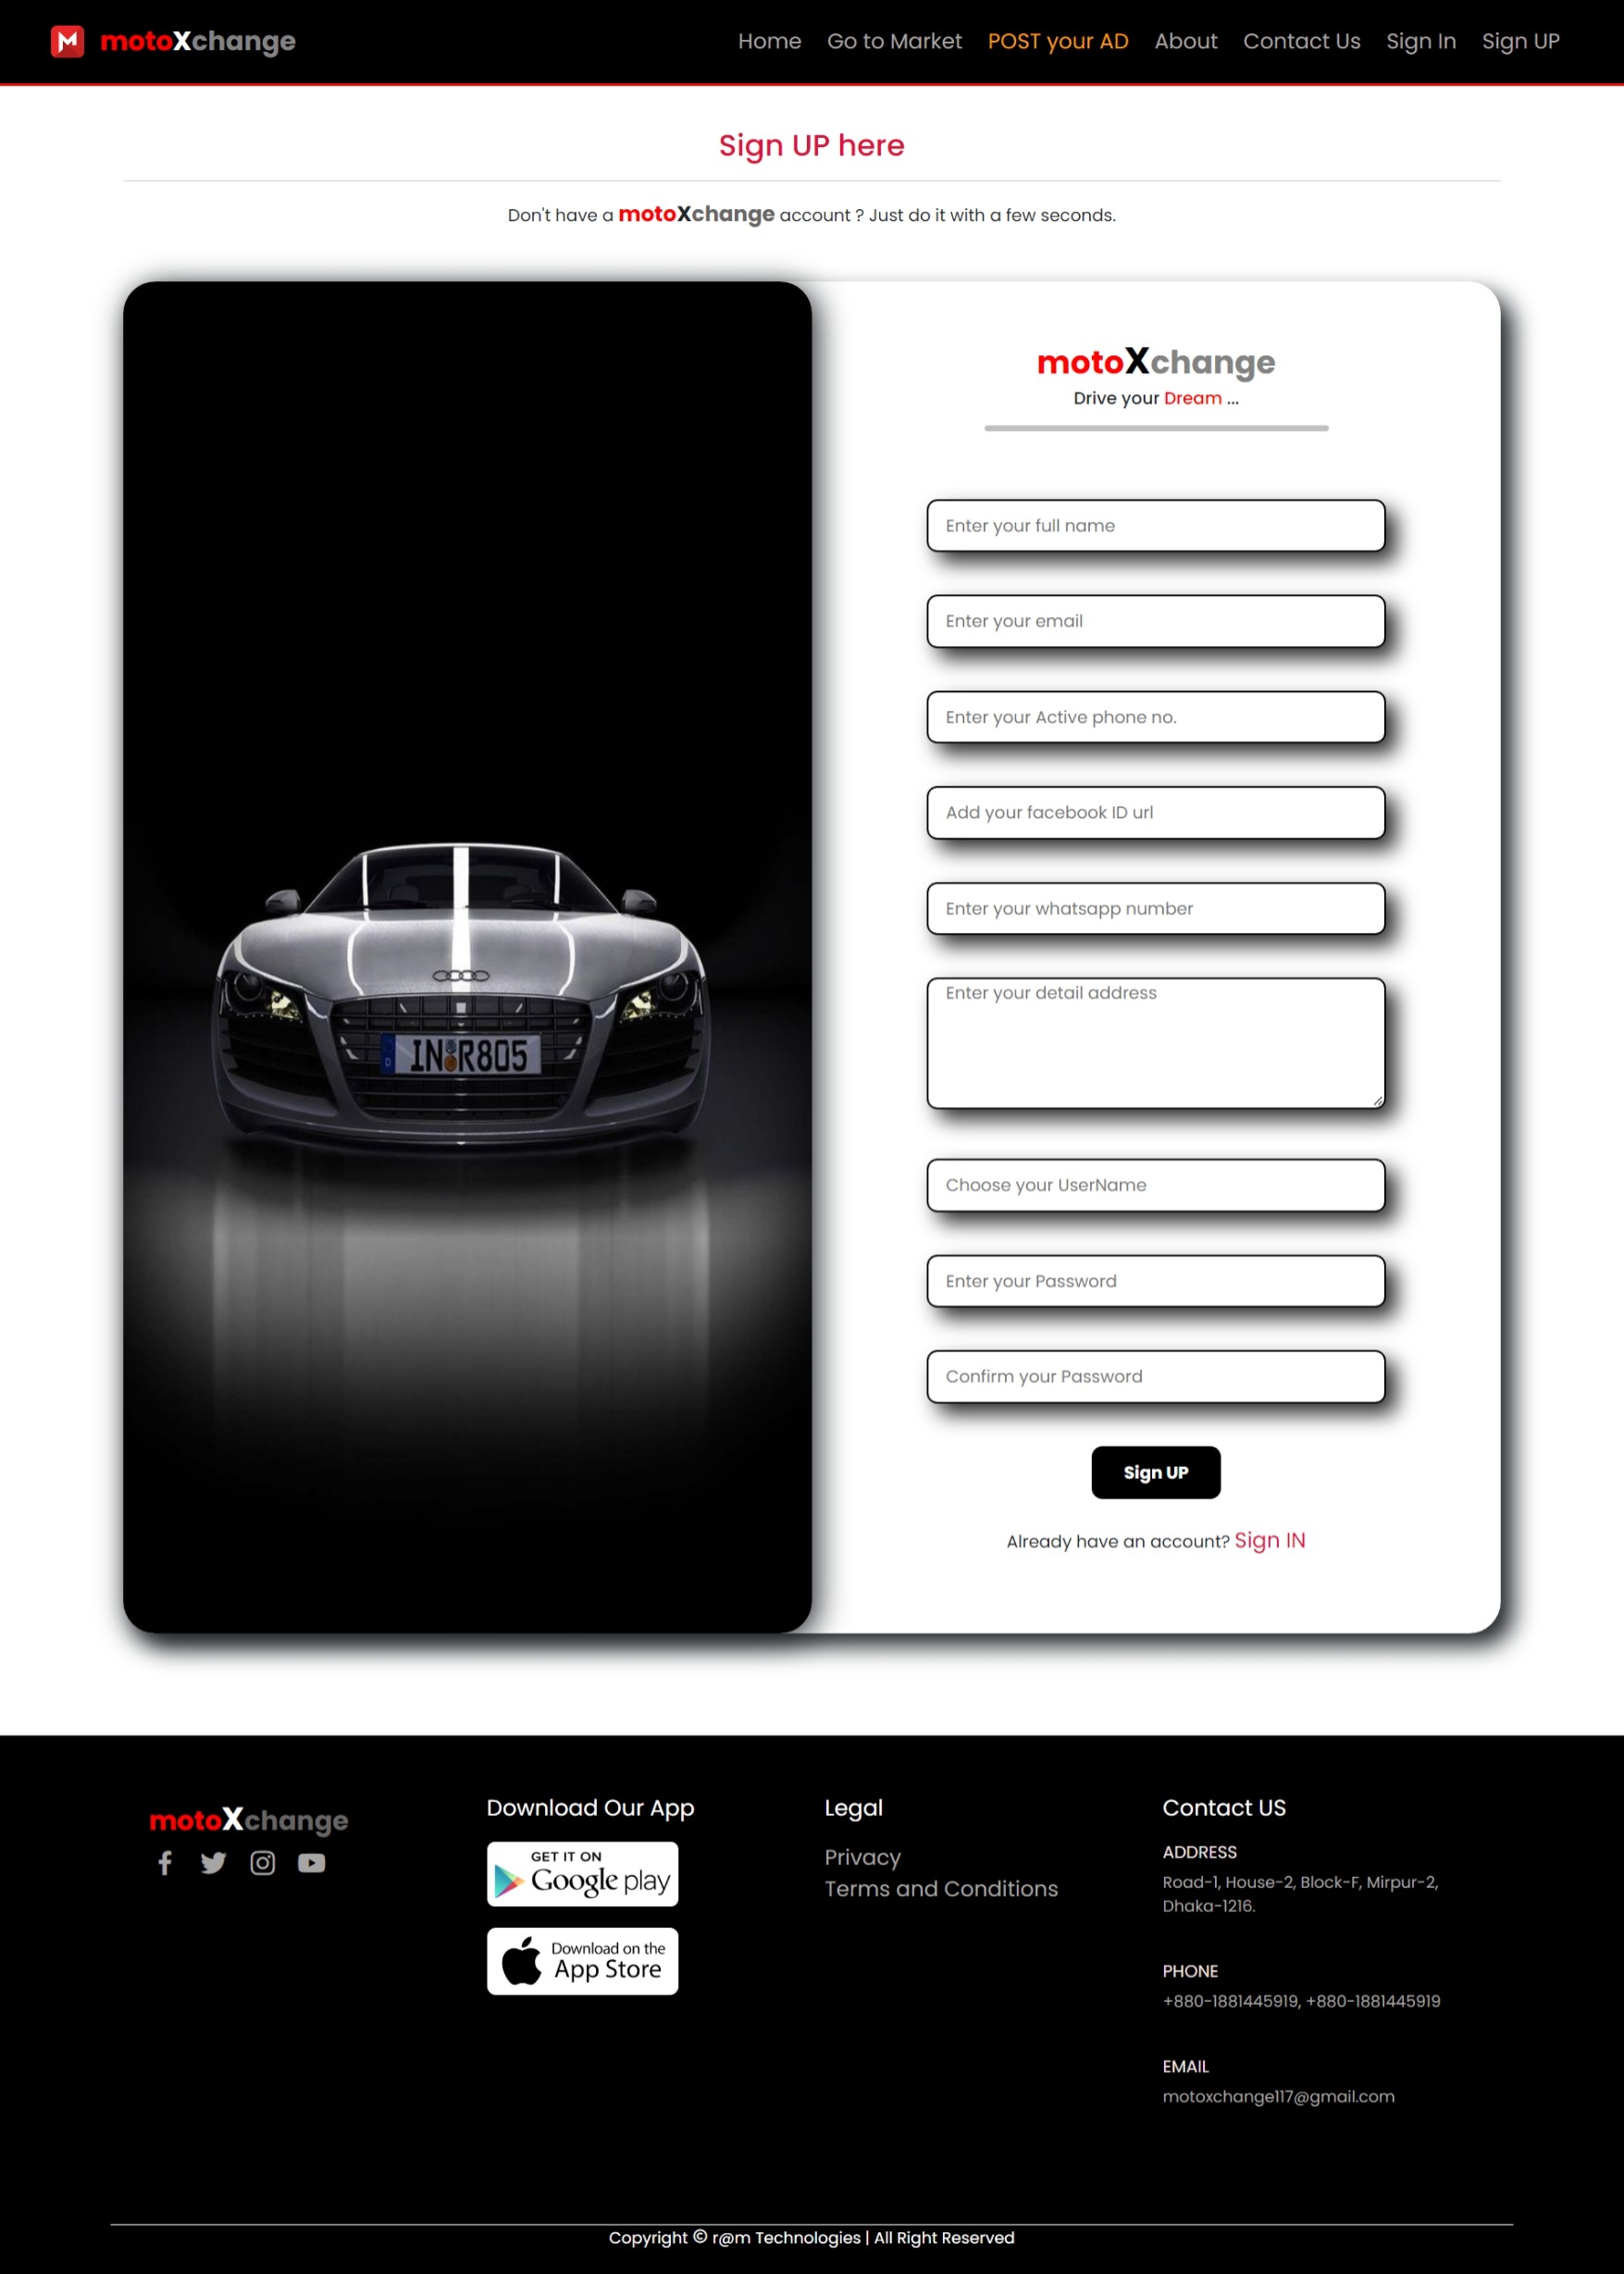 motoXchange
Home Go to Market POST your AD About Contact Us Sign In Sign UP
Sign UP here
Don't have a motoXchange account ? Just do it with a few seconds.
motoXchange
Drive your Dream ...
Enter your full name
Enter your email
Enter your Active phone no.
Add your facebook ID url
Enter your whatsapp number
Enter your detail address
IN R805
D
Choose your UserName
Enter your Password
Confirm your Password
Sign UP
Already have an account? Sign IN
motoXchange
Download Our App
GET IT ON
Google play
Download on the
App Store
Legal
Privacy
Terms and Conditions
Contact US
ADDRESS
Road-1, House-2, Block-F, Mirpur-2,
Dhaka-1216.
PHONE
+880-1881445919, +880-1881445919
EMAIL
motoxchange117@gmail.com
Copyright © r@m Technologies | All Right Reserved